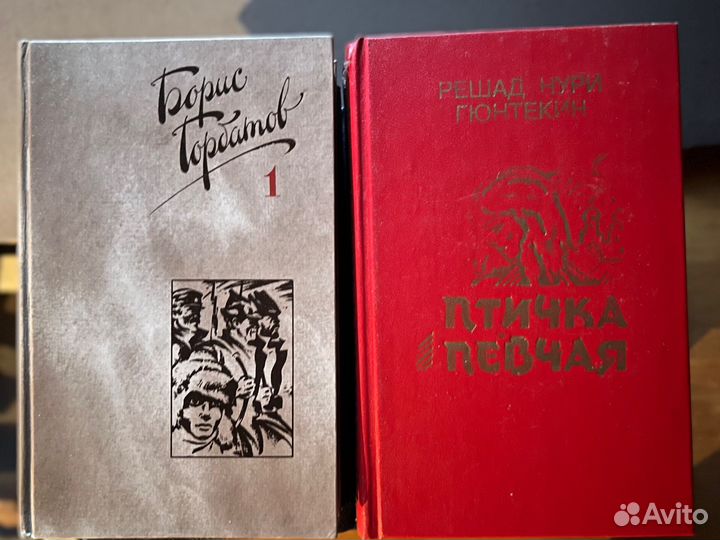 Борис
Горбатов
1
РЕШАД НУРИ
ГЮНТЕКИН
ПТИЧКА
ПЕВЧАЯ
Avito